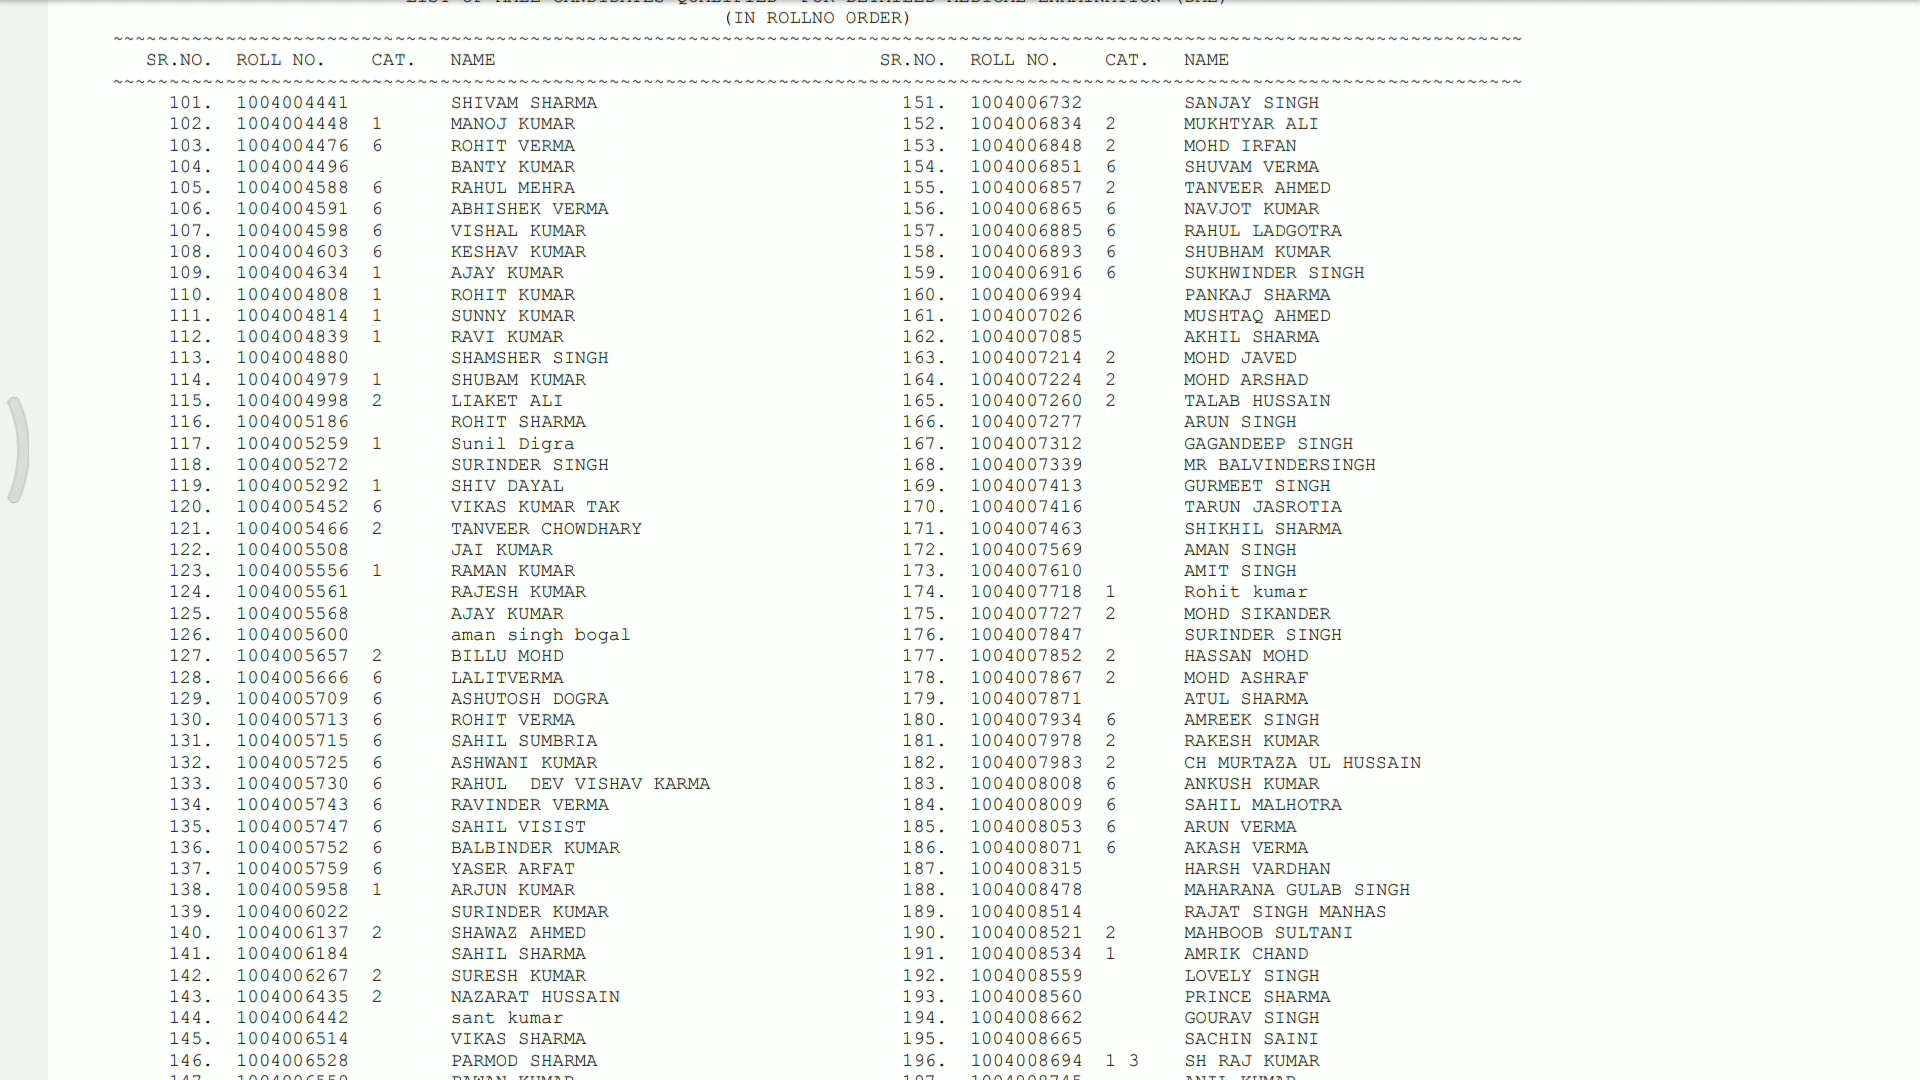 LIST OF MALE CANDIDATES QUALIFIED FOR DETAILED MEDICAL EXAMINATION (DME)
(IN ROLLNO ORDER)
SR.NO. ROLL NO. CAT. NAME SR.NO. ROLL NO. CAT. NAME
101. 1004004441 SHIVAM SHARMA 151. 1004006732 SANJAY SINGH
102. 1004004448 1 MANOJ KUMAR 152. 1004006834 2 MUKHTYAR ALI
103. 1004004476 6 ROHIT VERMA 153. 1004006848 2 MOHD IRFAN
104. 1004004496 BANTY KUMAR 154. 1004006851 6 SHUVAM VERMA
105. 1004004588 6 RAHUL MEHRA 155. 1004006857 2 TANVEER AHMED
106. 1004004591 6 ABHISHEK VERMA 156. 1004006865 6 NAVJOT KUMAR
107. 1004004598 6 VISHAL KUMAR 157. 1004006885 6 RAHUL LADGOTRA
108. 1004004603 6 KESHAV KUMAR 158. 1004006893 6 SHUBHAM KUMAR
109. 1004004634 1 AJAY KUMAR 159. 1004006916 6 SUKHWINDER SINGH
110. 1004004808 1 ROHIT KUMAR 160. 1004006994 PANKAJ SHARMA
111. 1004004814 1 SUNNY KUMAR 161. 1004007026 MUSHTAQ AHMED
112. 1004004839 1 RAVI KUMAR 162. 1004007085 AKHIL SHARMA
113. 1004004880 SHAMSHER SINGH 163. 1004007214 2 MOHD JAVED
114. 1004004979 1 SHUBAM KUMAR 164. 1004007224 2 MOHD ARSHAD
115. 1004004998 2 LIAKET ALI 165. 1004007260 2 TALAB HUSSAIN
116. 1004005186 ROHIT SHARMA 166. 1004007277 ARUN SINGH
117. 1004005259 1 Sunil Digra 167. 1004007312 GAGANDEEP SINGH
118. 1004005272 SURINDER SINGH 168. 1004007339 MR BALVINDERSINGH
119. 1004005292 1 SHIV DAYAL 169. 1004007413 GURMEET SINGH
120. 1004005452 6 VIKAS KUMAR TAK 170. 1004007416 TARUN JASROTIA
121. 1004005466 2 TANVEER CHOWDHARY 171. 1004007463 SHIKHIL SHARMA
122. 1004005508 JAI KUMAR 172. 1004007569 AMAN SINGH
123. 1004005556 1 RAMAN KUMAR 173. 1004007610 AMIT SINGH
124. 1004005561 RAJESH KUMAR 174. 1004007718 1 Rohit kumar
125. 1004005568 AJAY KUMAR 175. 1004007727 2 MOHD SIKANDER
126. 1004005600 aman singh bogal 176. 1004007847 SURINDER SINGH
127. 1004005657 2 BILLU MOHD 177. 1004007852 2 HASSAN MOHD
128. 1004005666 6 LALITVERMA 178. 1004007867 2 MOHD ASHRAF
129. 1004005709 6 ASHUTOSH DOGRA 179. 1004007871 ATUL SHARMA
130. 1004005713 6 ROHIT VERMA 180. 1004007934 6 AMREEK SINGH
131. 1004005715 6 SAHIL SUMBRIA 181. 1004007978 2 RAKESH KUMAR
132. 1004005725 6 ASHWANI KUMAR 182. 1004007983 2 CH MURTAZA UL HUSSAIN
133. 1004005730 6 RAHUL DEV VISHAV KARMA 183. 1004008008 6 ANKUSH KUMAR
134. 1004005743 6 RAVINDER VERMA 184. 1004008009 6 SAHIL MALHOTRA
135. 1004005747 6 SAHIL VISIST 185. 1004008053 6 ARUN VERMA
136. 1004005752 6 BALBINDER KUMAR 186. 1004008071 6 AKASH VERMA
137. 1004005759 6 YASER ARFAT 187. 1004008315 HARSH VARDHAN
138. 1004005958 1 ARJUN KUMAR 188. 1004008478 MAHARANA GULAB SINGH
139. 1004006022 SURINDER KUMAR 189. 1004008514 RAJAT SINGH MANHAS
140. 1004006137 2 SHAWAZ AHMED 190. 1004008521 2 MAHBOOB SULTANI
141. 1004006184 SAHIL SHARMA 191. 1004008534 1 AMRIK CHAND
142. 1004006267 2 SURESH KUMAR 192. 1004008559 LOVELY SINGH
143. 1004006435 2 NAZARAT HUSSAIN 193. 1004008560 PRINCE SHARMA
144. 1004006442 sant kumar 194. 1004008662 GOURAV SINGH
145. 1004006514 VIKAS SHARMA 195. 1004008665 SACHIN SAINI
146. 1004006528 PARMOD SHARMA 196. 1004008694 1 3 SH RAJ KUMAR